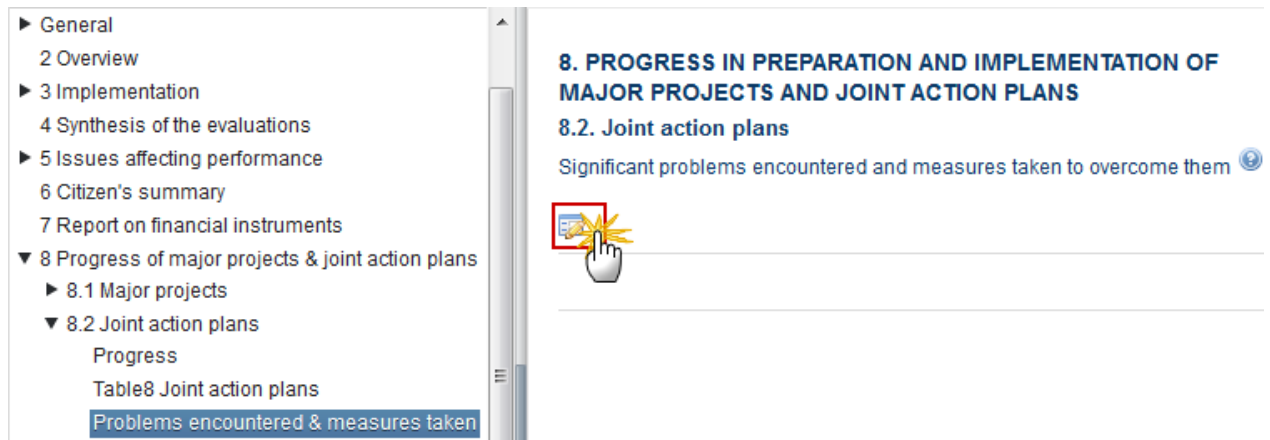 General
2 Overview
3 Implementation
4 Synthesis of the evaluations
5 Issues affecting performance
6 Citizen's summary
7 Report on financial instruments
8 Progress of major projects & joint action plans
8.1 Major projects
8.2 Joint action plans
Progress
Table8 Joint action plans
Problems encountered & measures taken
8. PROGRESS IN PREPARATION AND IMPLEMENTATION OF
MAJOR PROJECTS AND JOINT ACTION PLANS
8.2. Joint action plans
Significant problems encountered and measures taken to overcome them